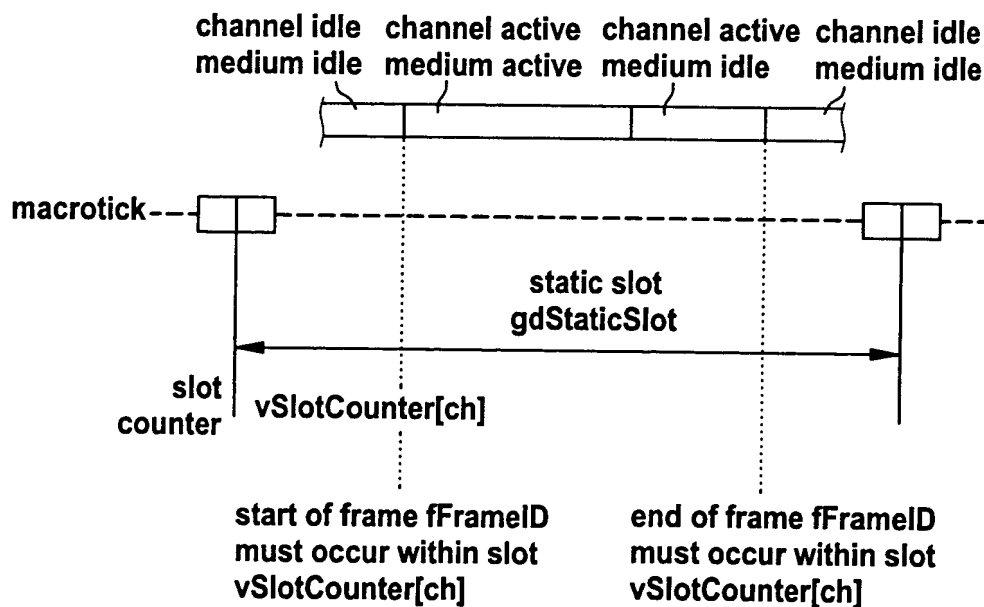 channel idle channel active channel active channel idle
medium idle medium active medium idle medium idle
macrotick
static slot
gdStaticSlot
slot
counter
vSlotCounter[ch]
start of frame fFrameID
must occur within slot
vSlotCounter[ch]
end of frame fFrameID
must occur within slot
vSlotCounter[ch]